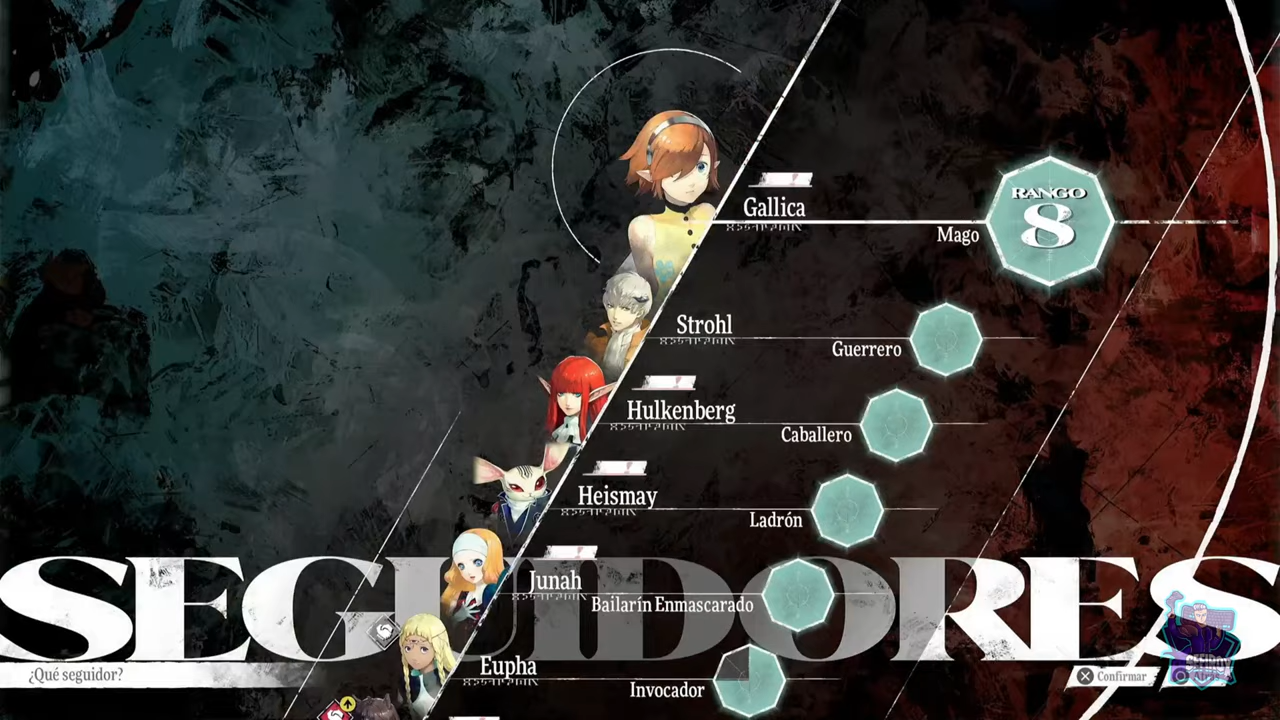 Gallica
RANGO
8
Mago
Strohl
Guerrero
Hulkenberg
Caballero
Heismay
Ladrón
Junah
Bailarín Enmascarado
SEGUIDORES
Eupha
Invocador
¿Qué seguidor?
Confirmar
Atrás